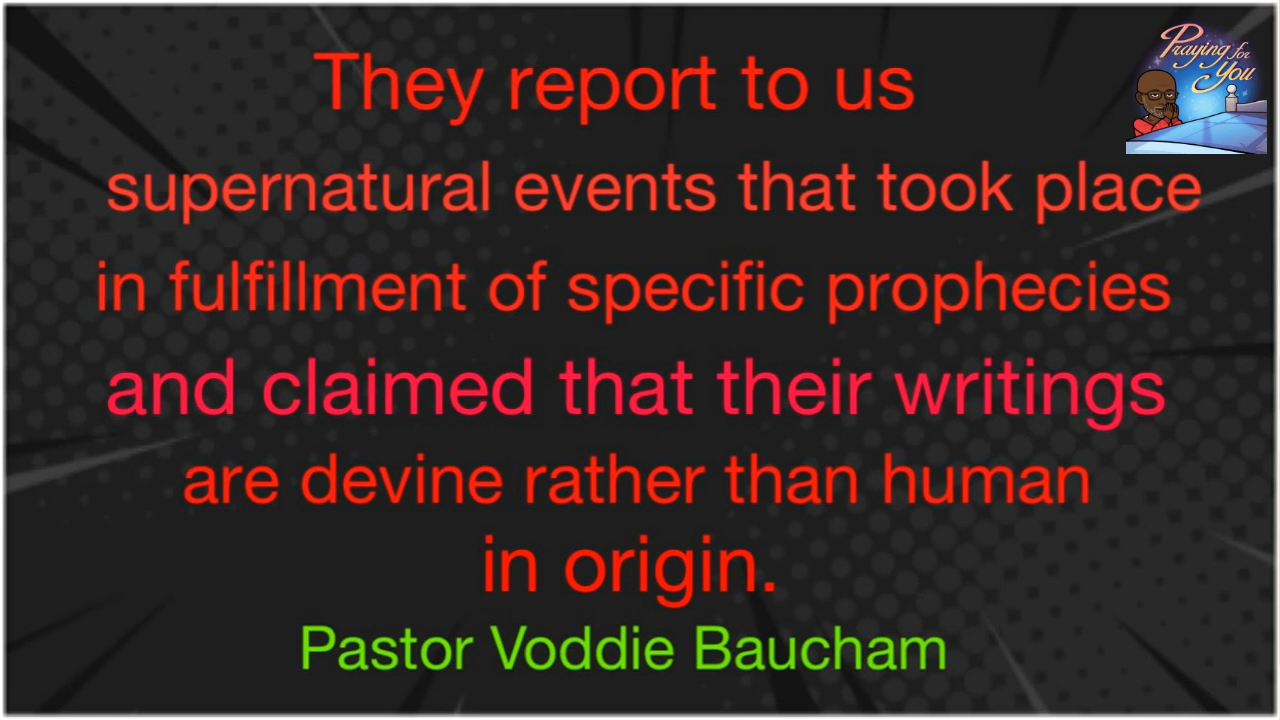 Praying for
You
They report to us
supernatural events that took place
in fulfillment of specific prophecies
and claimed that their writings
are devine rather than human
in origin.
Pastor Voddie Baucham